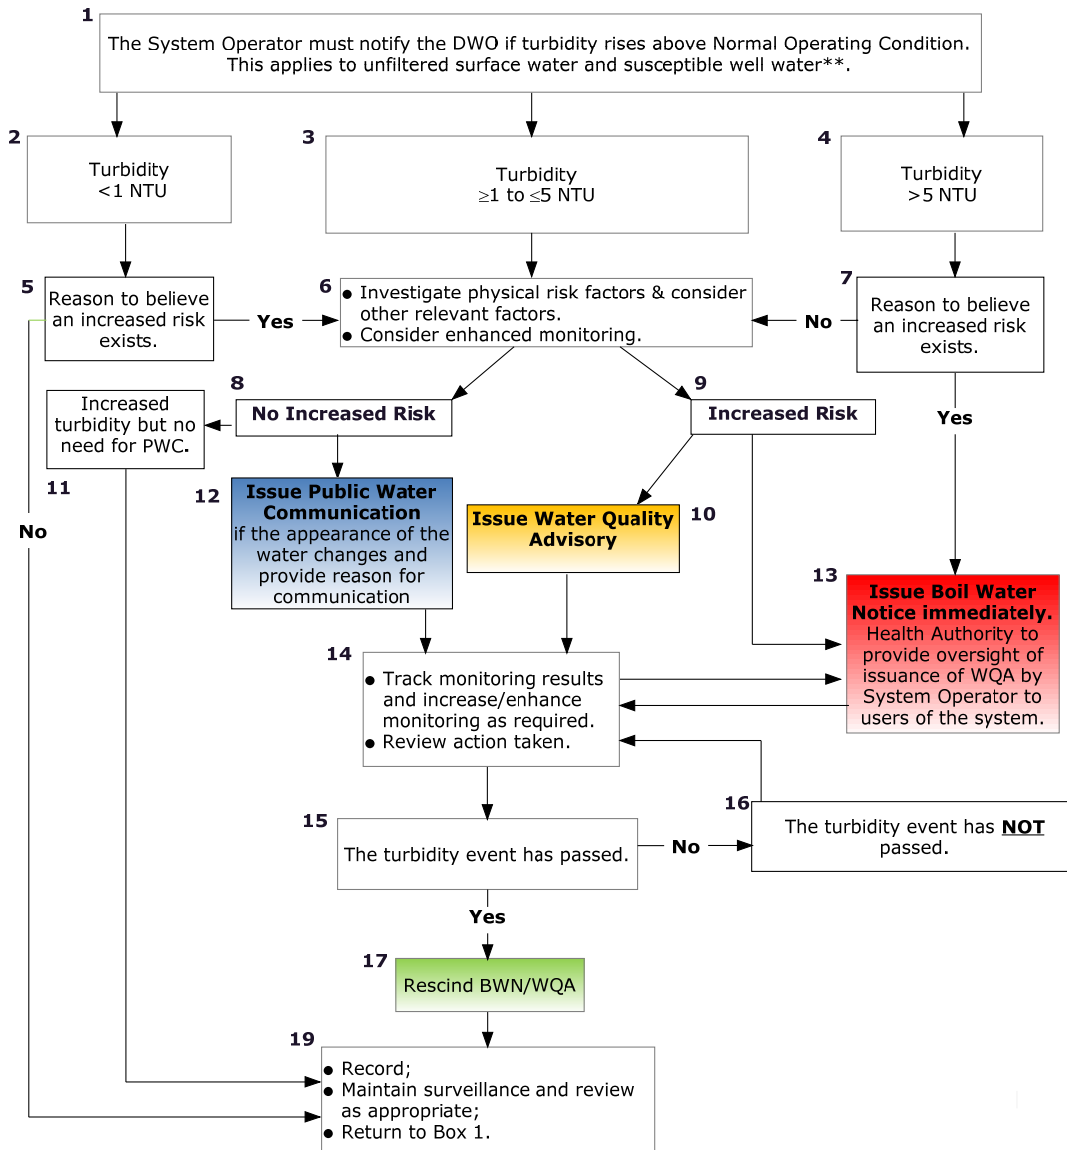 1
The System Operator must notify the DWO if turbidity rises above Normal Operating Condition.
This applies to unfiltered surface water and susceptible well water**.
2
Turbidity
<1 NTU
3
Turbidity
≥1 to ≤5 NTU
4
Turbidity
>5 NTU
5
Reason to believe
an increased risk
exists.
Yes
6
● Investigate physical risk factors & consider
other relevant factors.
● Consider enhanced monitoring.
No
7
Reason to believe
an increased risk
exists.
8
No Increased Risk
9
Increased Risk
Yes
Increased
turbidity but no
need for PWC.
11
No
12
Issue Public Water
Communication
if the appearance of the
water changes and
provide reason for
communication
Issue Water Quality
Advisory
10
13
Issue Boil Water
Notice immediately.
Health Authority to
provide oversight of
issuance of WQA by
System Operator to
users of the system.
14
● Track monitoring results
and increase/enhance
monitoring as required.
● Review action taken.
15
The turbidity event has passed.
No
16
The turbidity event has NOT
passed.
Yes
17
Rescind BWN/WQA
19
● Record;
● Maintain surveillance and review
as appropriate;
● Return to Box 1.